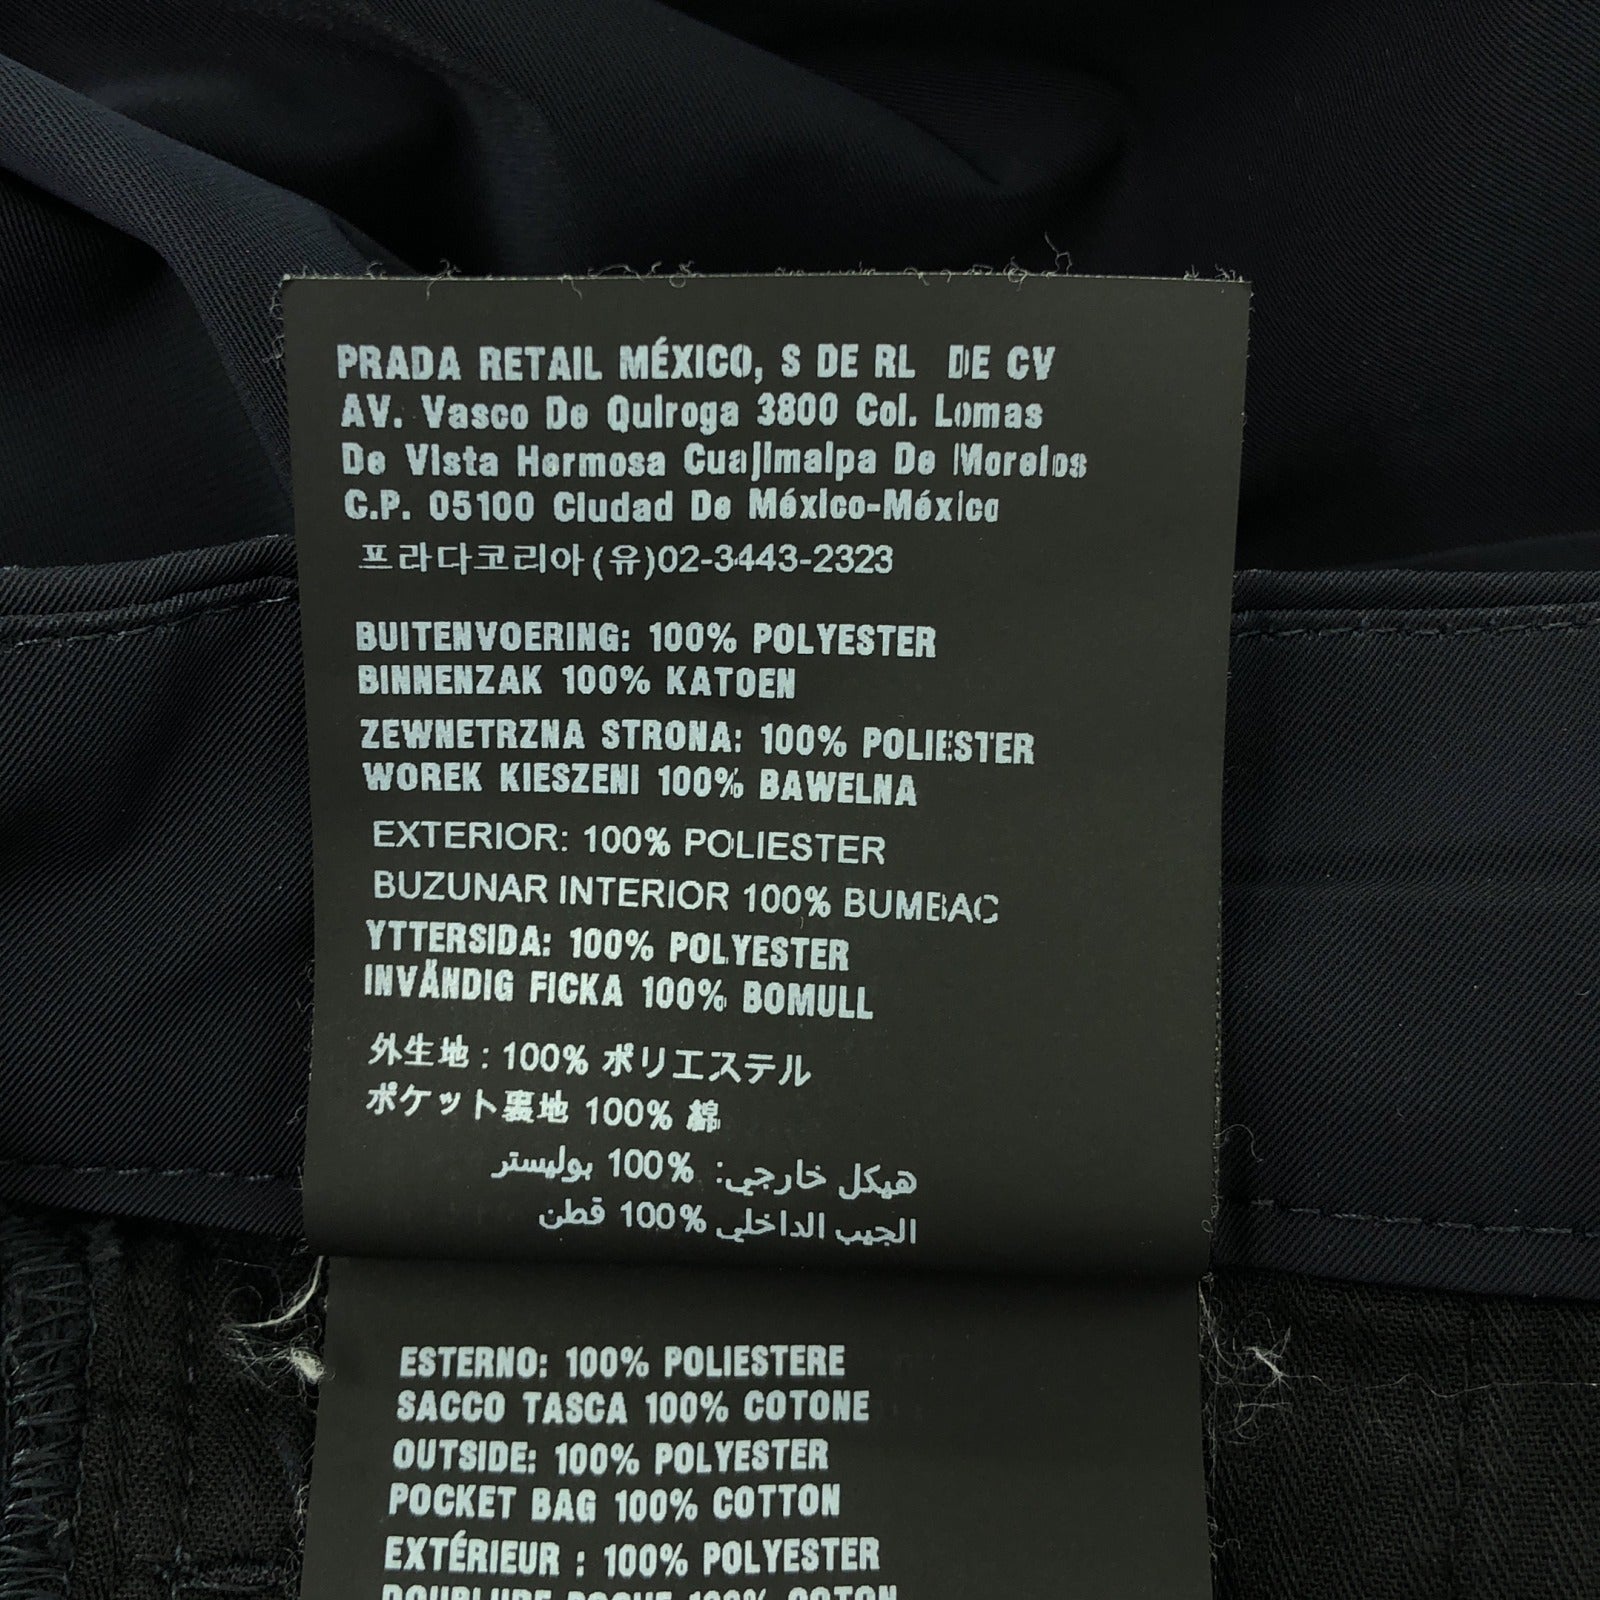 PRADA RETAIL MÉXICO, S DE RL DE CV
AV. Vasco De Quiroga 3800 Col. Lomas
De Vista Hermosa Cuajimalpa De Morelos
C.P. 05100 Ciudad De México-México
프라다코리아(유)02-3443-2323
BUITENVOERING: 100% POLYESTER
BINNENZAK 100% KATOEN
ZEWNETRZNA STRONA: 100% POLIESTER
WOREK KIESZENI 100% BAWELNA
EXTERIOR: 100% POLIESTER
BUZUNAR INTERIOR 100% BUMBAC
YTTERSIDA: 100% POLYESTER
INVÄNDIG FICKA 100% BOMULL
外生地 : 100% ポリエステル
ポケット裏地 100% 綿
هيكل خارجي: 100% بوليستر
الجيب الداخلي 100% قطن
ESTERNO: 100% POLIESTERE
SACCO TASCA 100% COTONE
OUTSIDE: 100% POLYESTER
POCKET BAG 100% COTTON
EXTÉRIEUR : 100% POLYESTER
DOUBLURE POCHE 100% COTON